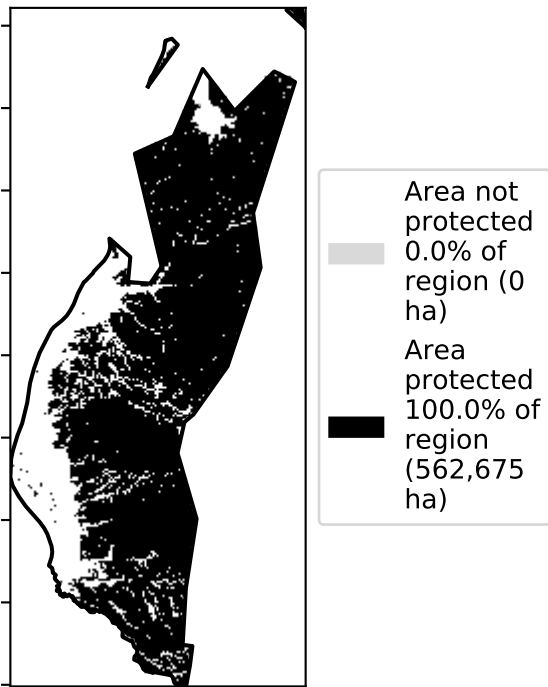 Area not
protected
0.0% of
region (0
ha)
Area
protected
100.0% of
region
(562,675
ha)